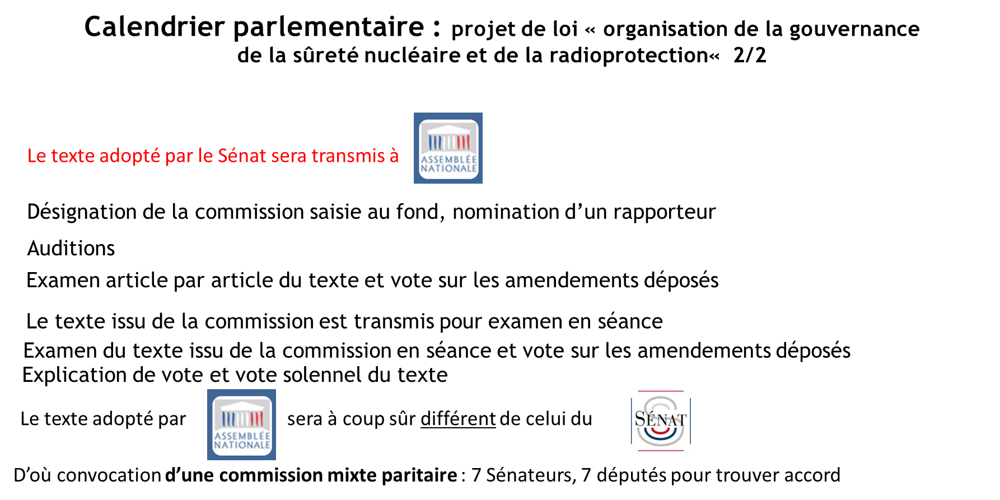 Calendrier parlementaire : projet de loi « organisation de la gouvernance
de la sûreté nucléaire et de la radioprotection« 2/2
Le texte adopté par le Sénat sera transmis à
ASSEMBLÉE
NATIONALE
Désignation de la commission saisie au fond, nomination d’un rapporteur
Auditions
Examen article par article du texte et vote sur les amendements déposés
Le texte issu de la commission est transmis pour examen en séance
Examen du texte issu de la commission en séance et vote sur les amendements déposés
Explication de vote et vote solennel du texte
Le texte adopté par
ASSEMBLÉE
NATIONALE
sera à coup sûr différent de celui du
SÉNAT
D’où convocation d’une commission mixte paritaire : 7 Sénateurs, 7 députés pour trouver accord